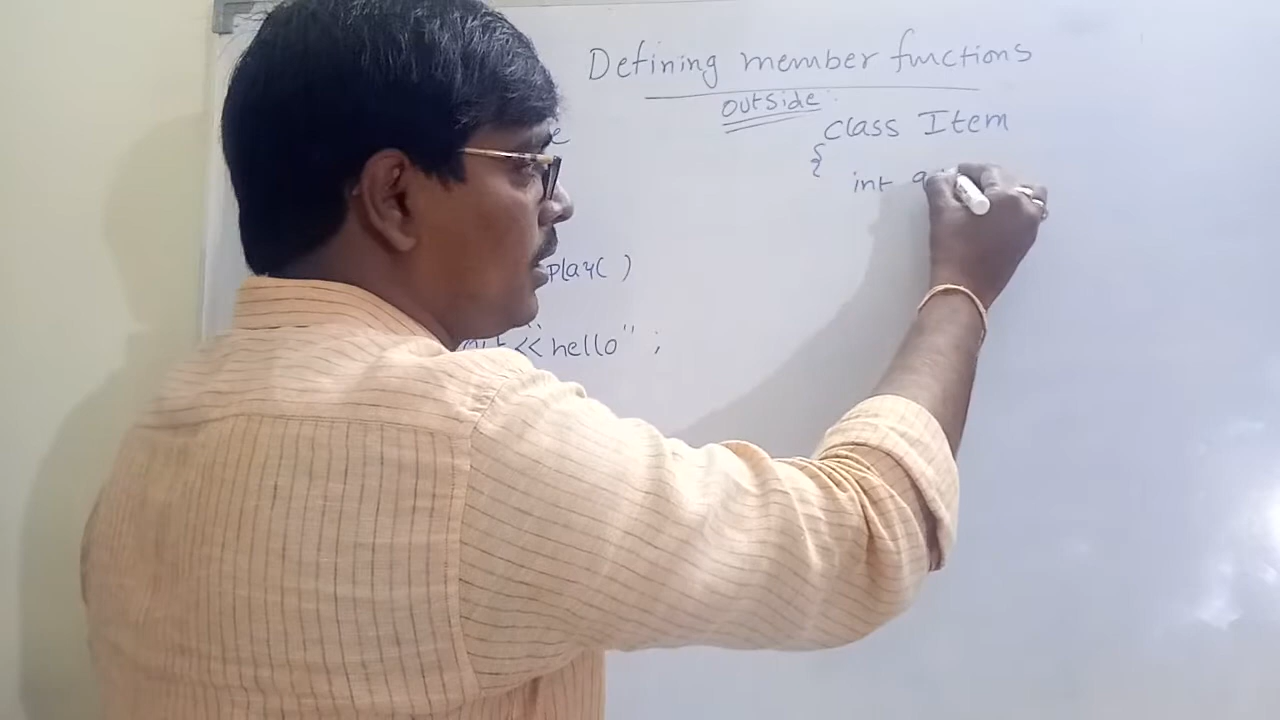 Defining member functions
outside:
class Item
{
int
play( )
<<hello" ;